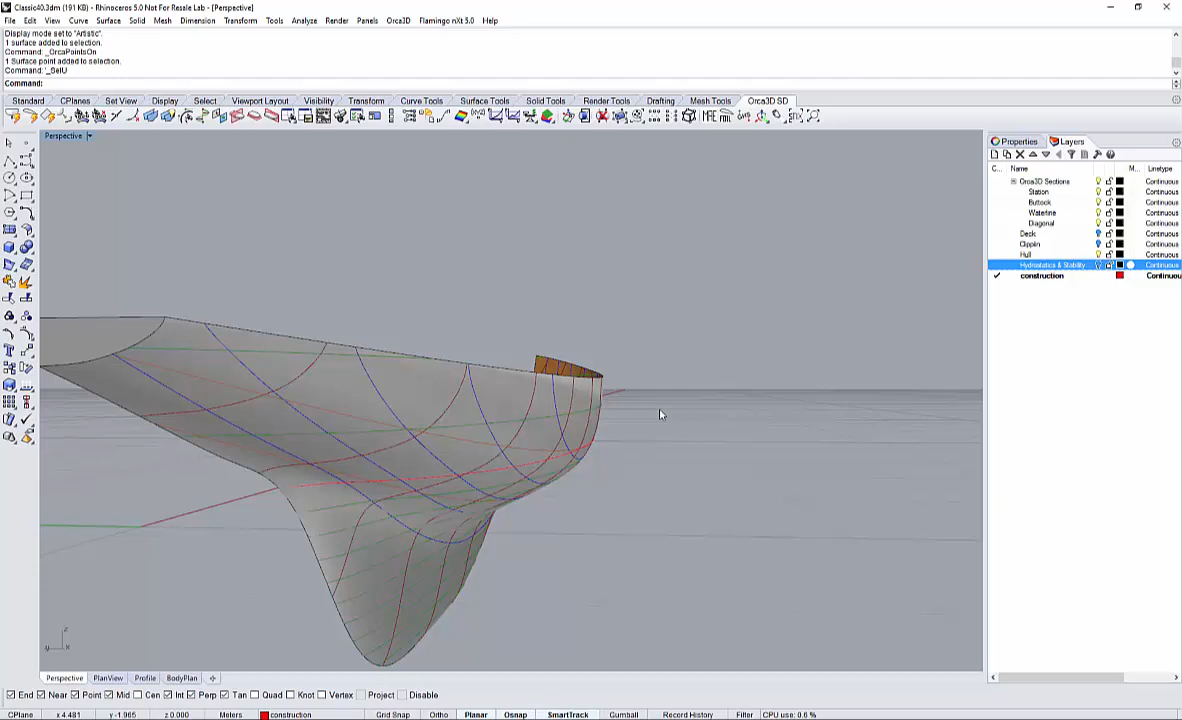 Classic40.3dm (191 KB) - Rhinoceros 5.0 Not For Resale Lab - [Perspective]
File Edit View Curve Surface Solid Mesh Dimension Transform Tools Analyze Render Panels Orca3D Flamingo nXt 5.0 Help
Display mode set to "Artistic".
1 surface added to selection.
Command: _OrcaPointsOn
1 Surface point added to selection.
Command: '_SelU
Command:
Standard CPlanes Set View Display Select Viewport Layout Visibility Transform Curve Tools Surface Tools Solid Tools Render Tools Drafting Mesh Tools Orca3D SD
Perspective
Properties Layers
C... Name M... Linetype
Orca3D Sections Continuous
Station Continuous
Buttock Continuous
Waterline Continuous
Diagonal Continuous
Deck Continuous
Clippin Continuous
Hull Continuous
Hydrostatics & Stability Continuous
construction Continuou
z
y x
Perspective PlanView Profile BodyPlan
End Near Point Mid Cen Int Perp Tan Quad Knot Vertex Project Disable
CPlane x 4.481 y -1.965 z 0.000 Meters construction Grid Snap Ortho Planar Osnap SmartTrack Gumball Record History Filter CPU use: 0.6 %